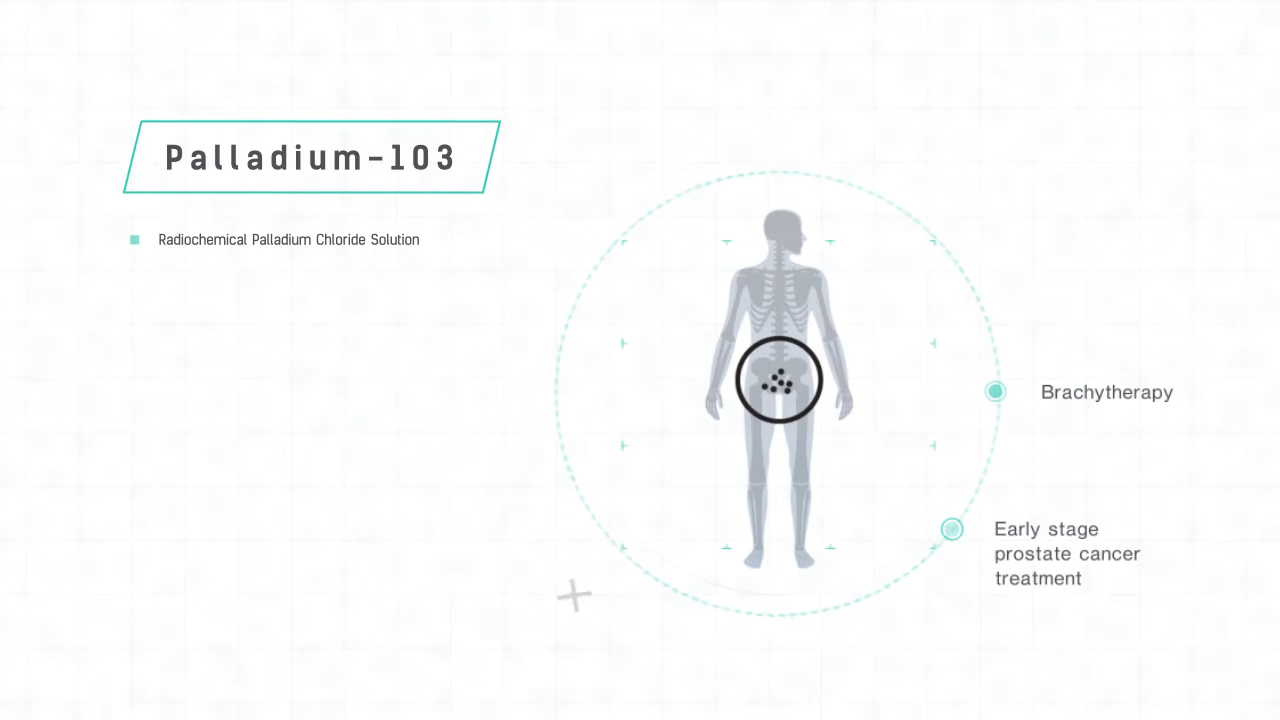 Palladium-103
Radiochemical Palladium Chloride Solution
Brachytherapy
Early stage
prostate cancer
treatment